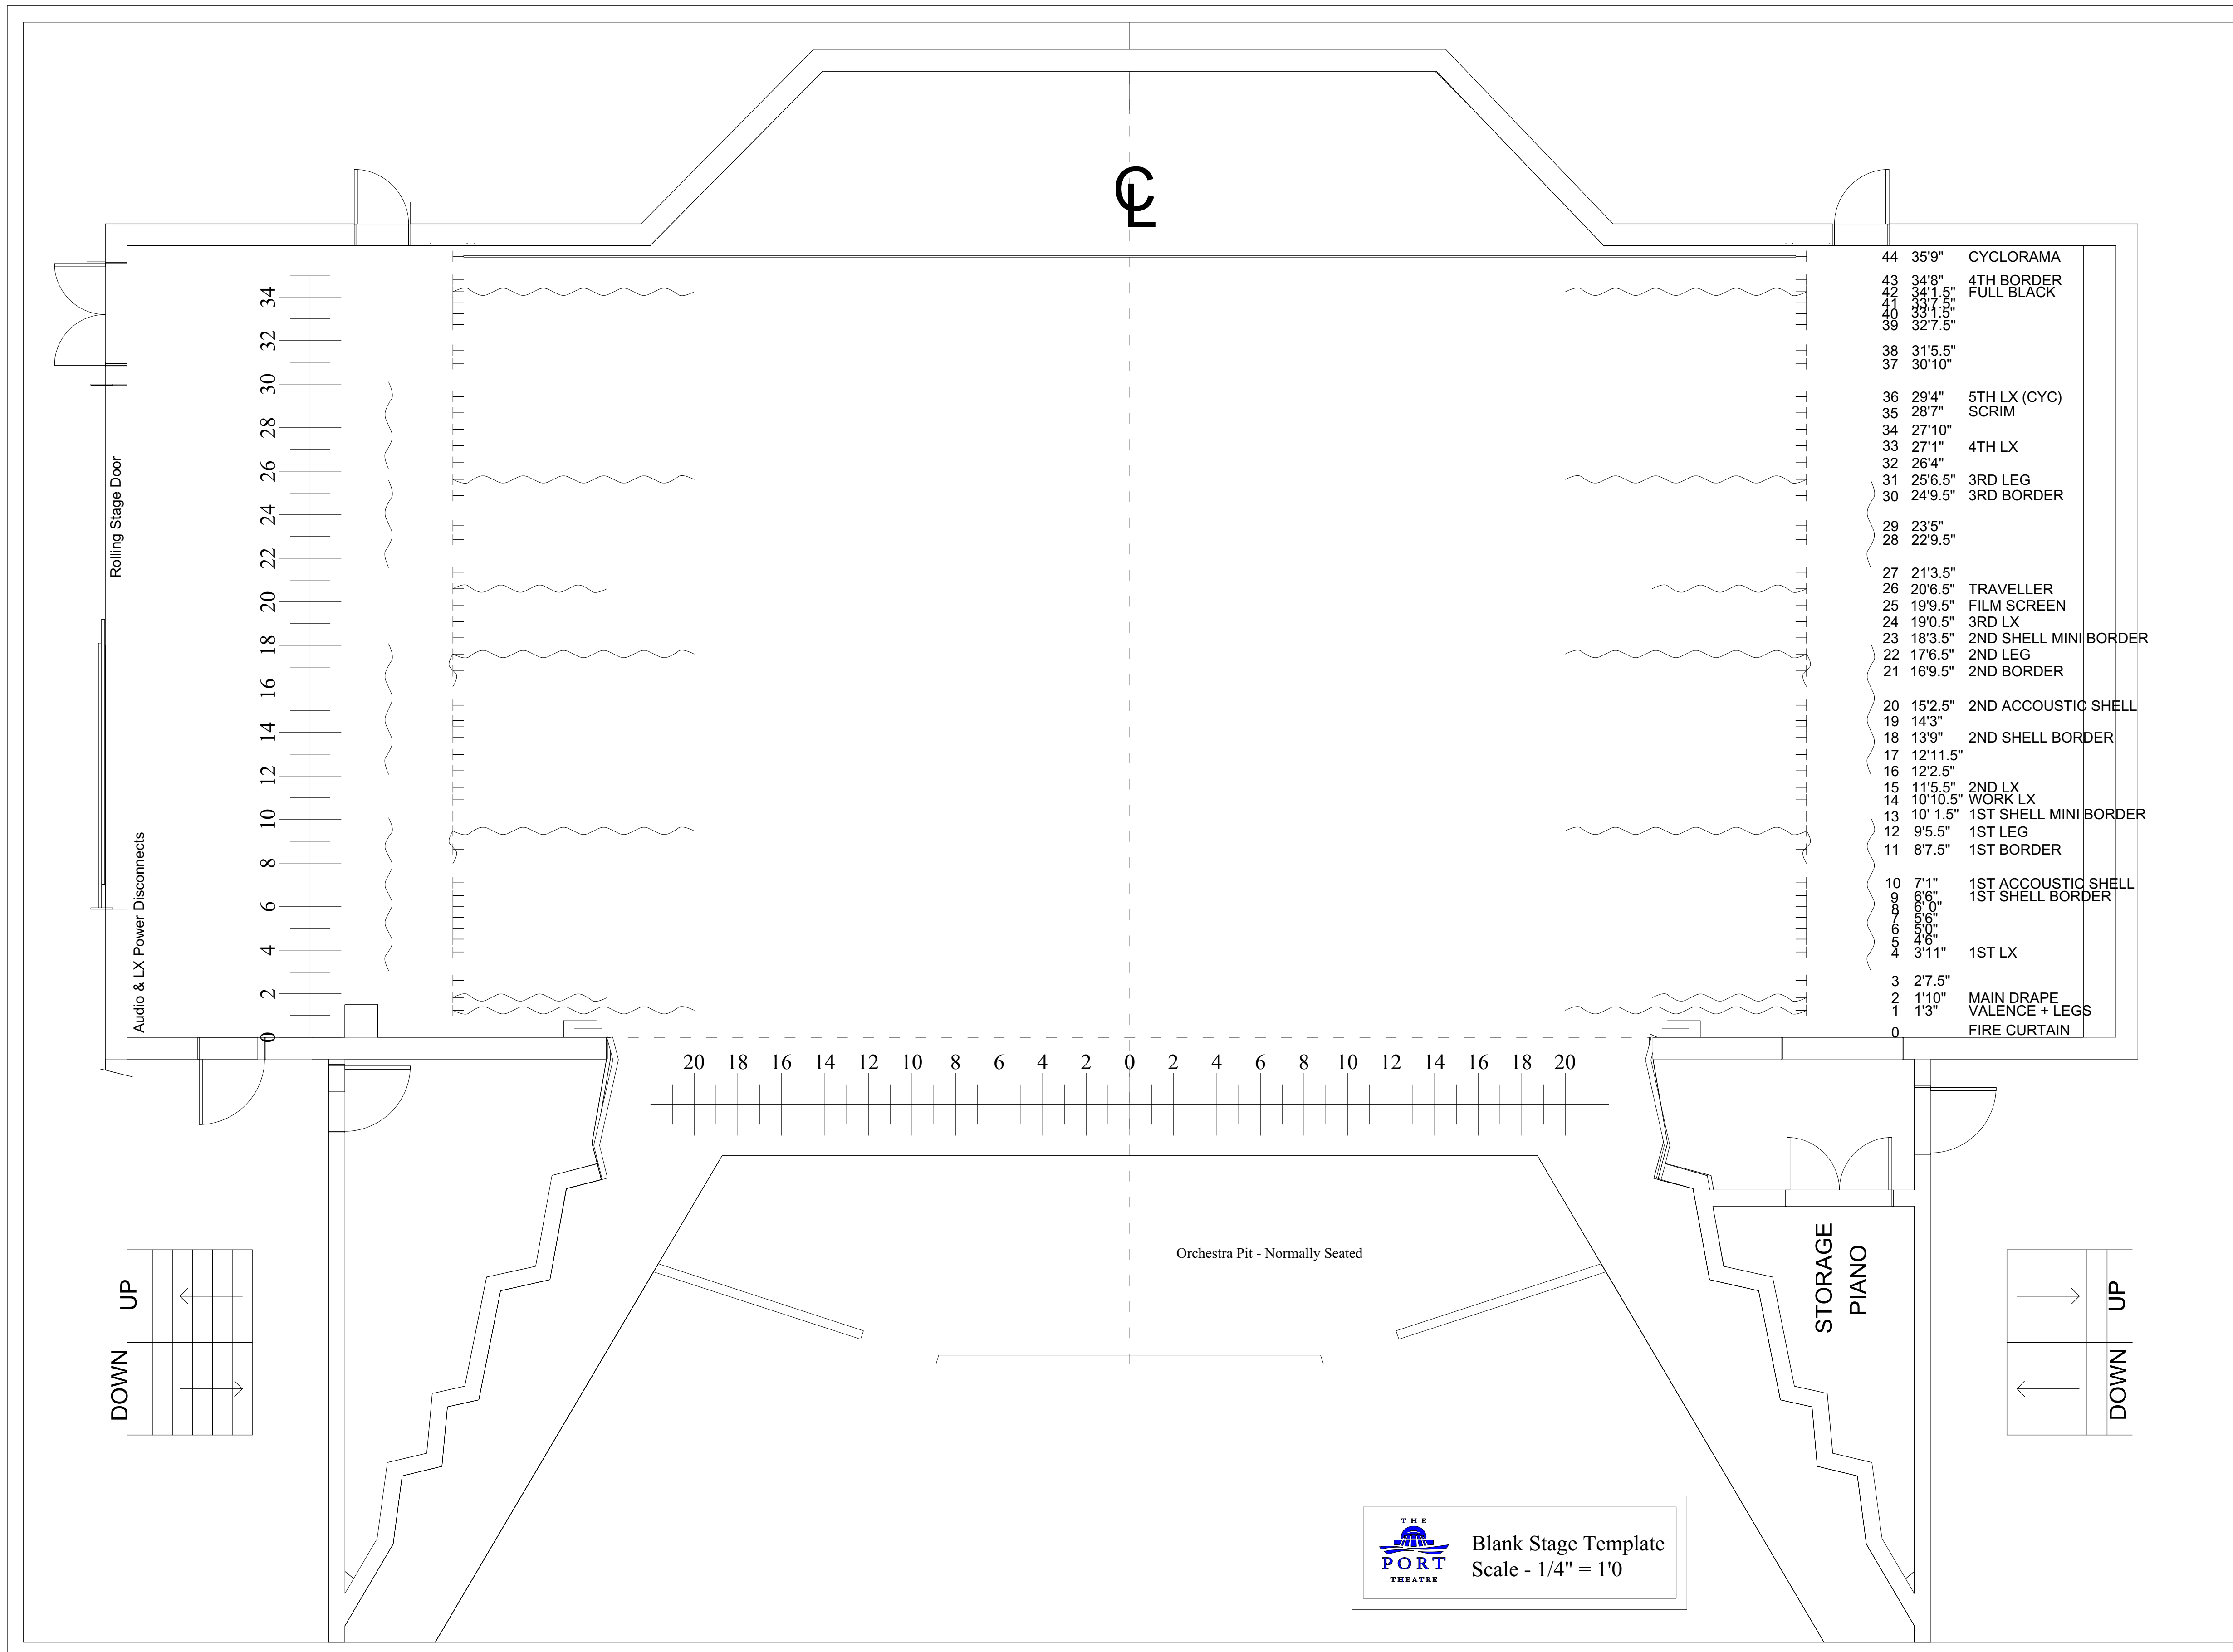 CL
44 35'9" CYCLORAMA
43 34'8" 4TH BORDER
42 34'1.5" FULL BLACK
41 33'7.5"
40 33'1.5"
39 32'7.5"
38 31'5.5"
37 30'10"
36 29'4" 5TH LX (CYC)
35 28'7" SCRIM
34 27'10"
33 27'1" 4TH LX
32 26'4"
31 25'6.5" 3RD LEG
30 24'9.5" 3RD BORDER
29 23'5"
28 22'9.5"
27 21'3.5"
26 20'6.5" TRAVELLER
25 19'9.5" FILM SCREEN
24 19'0.5" 3RD LX
23 18'3.5" 2ND SHELL MINI BORDER
22 17'6.5" 2ND LEG
21 16'9.5" 2ND BORDER
20 15'2.5" 2ND ACCOUSTIC SHELL
19 14'3"
18 13'9" 2ND SHELL BORDER
17 12'11.5"
16 12'2.5"
15 11'5.5" 2ND LX
14 10'10.5" WORK LX
13 10' 1.5" 1ST SHELL MINI BORDER
12 9'5.5" 1ST LEG
11 8'7.5" 1ST BORDER
10 7'1" 1ST ACCOUSTIC SHELL
9 6'6" 1ST SHELL BORDER
8 6' 0"
7 5'6"
6 5'0"
5 4'6"
4 3'11" 1ST LX
3 2'7.5"
2 1'10" MAIN DRAPE
1 1'3" VALENCE + LEGS
0 FIRE CURTAIN
Rolling Stage Door
Audio & LX Power Disconnects
34
32
30
28
26
24
22
20
18
16
14
12
10
8
6
4
2
0
20 18 16 14 12 10 8 6 4 2 0 2 4 6 8 10 12 14 16 18 20
Orchestra Pit - Normally Seated
STORAGE
PIANO
UP
DOWN
UP
DOWN
THE
PORT
THEATRE
Blank Stage Template
Scale - 1/4" = 1'0